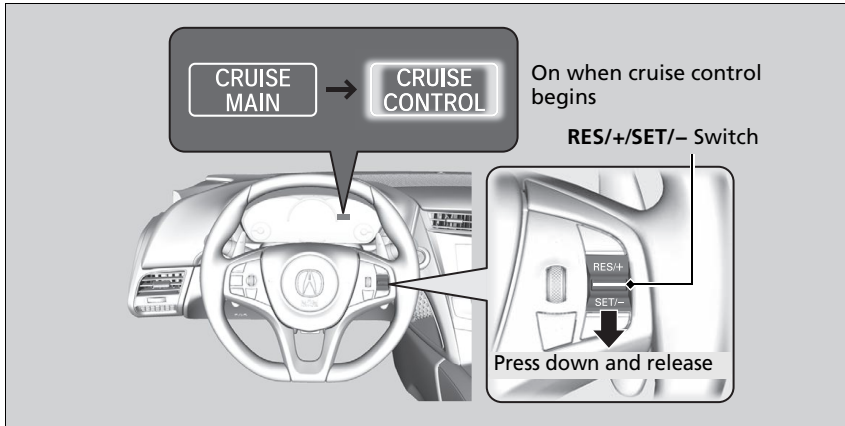 CRUISE
MAIN
CRUISE
CONTROL
On when cruise control
begins
RES/+/SET/− Switch
RES/+
SET/−
Press down and release